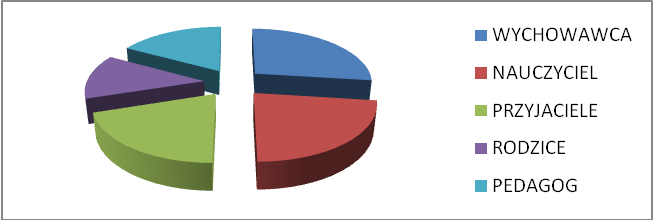 WYCHOWAWCA
NAUCZYCIEL
PRZYJACIELE
RODZICE
PEDAGOG